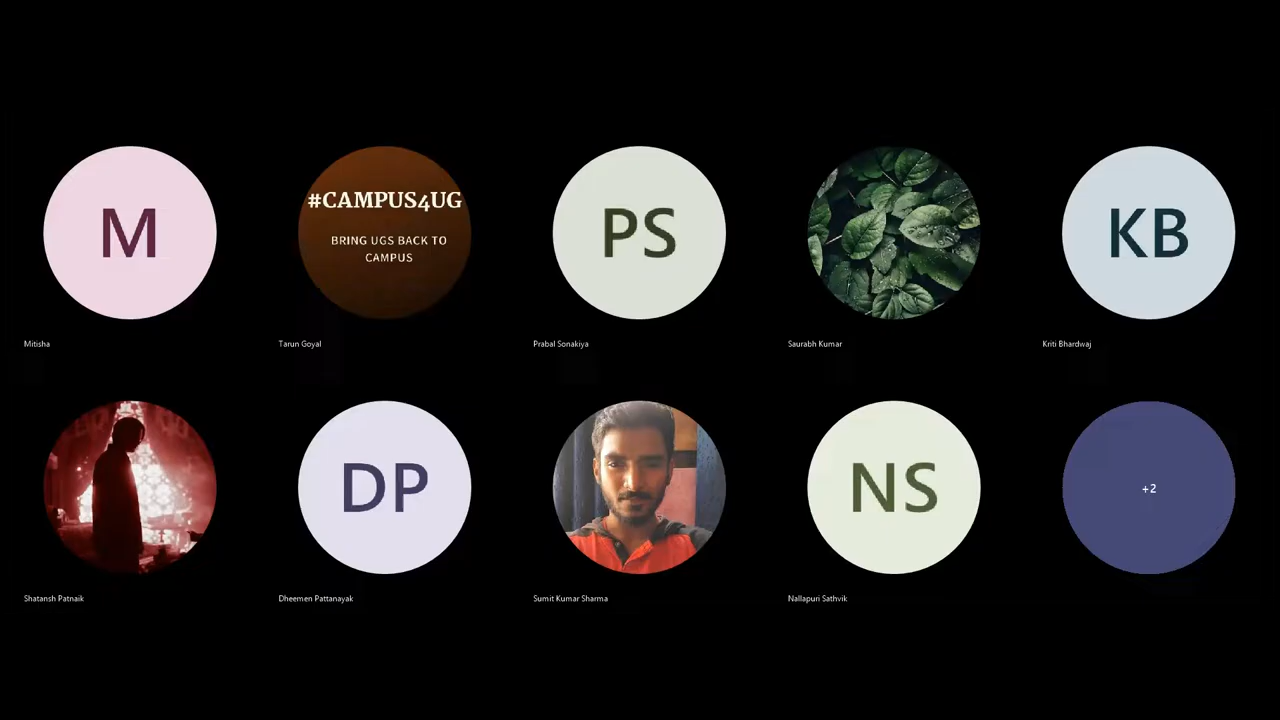 M
#CAMPUS4UG
BRING UGS BACK TO
CAMPUS
PS
KB
Mitisha
Tarun Goyal
Prabal Sonakiya
Saurabh Kumar
Kriti Bhardwaj
DP
NS
+2
Shatansh Patnaik
Dheemen Pattanayak
Sumit Kumar Sharma
Nallapuri Sathvik